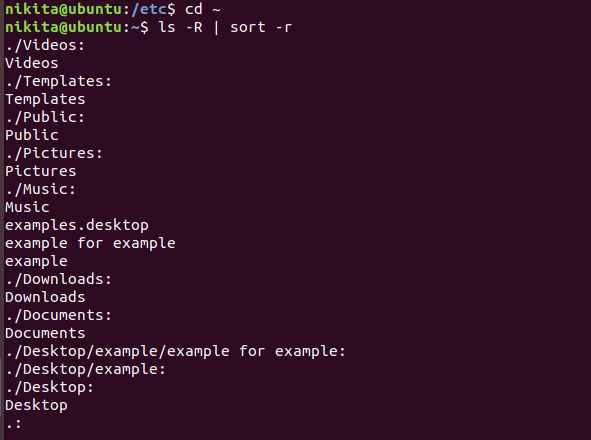 nikita@ubuntu:/etc$ cd ~
nikita@ubuntu:~$ ls -R | sort -r
./Videos:
Videos
./Templates:
Templates
./Public:
Public
./Pictures:
Pictures
./Music:
Music
examples.desktop
example for example
example
./Downloads:
Downloads
./Documents:
Documents
./Desktop/example/example for example:
./Desktop/example:
./Desktop:
Desktop
.: